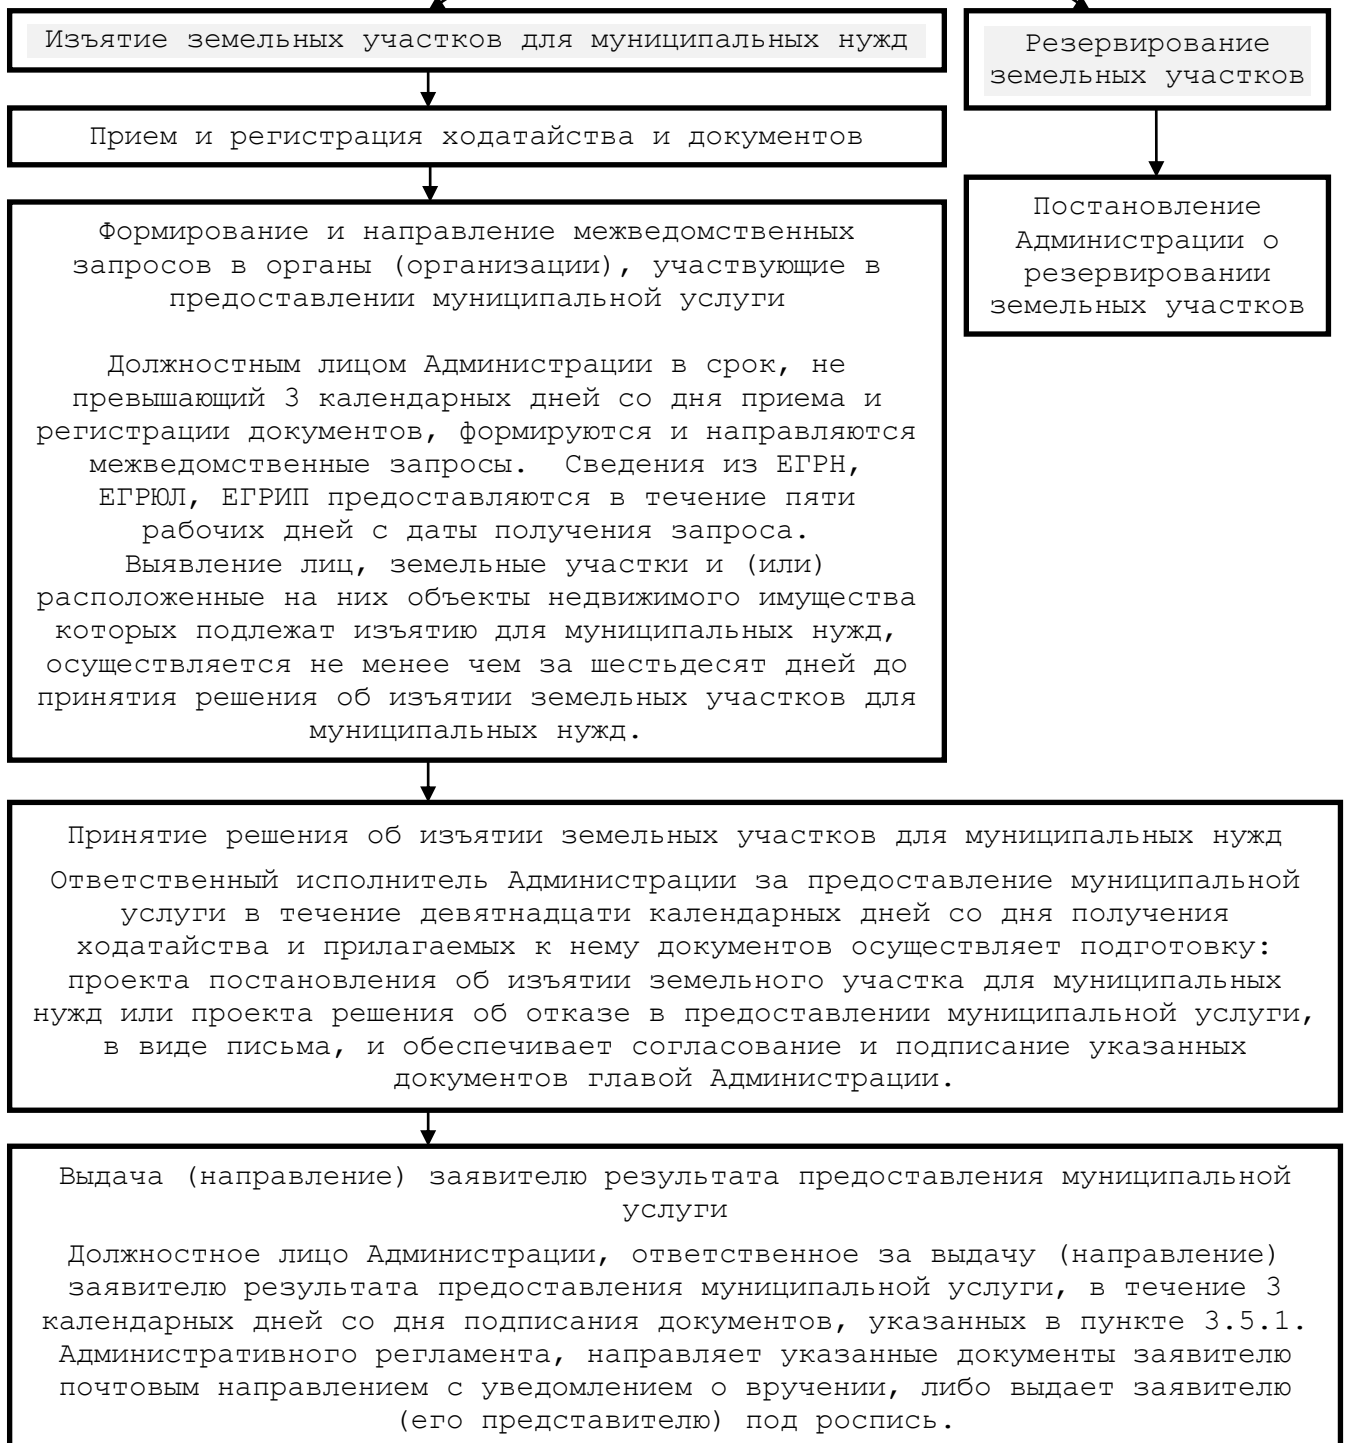 Изъятие земельных участков для муниципальных нужд
Прием и регистрация ходатайства и документов
Формирование и направление межведомственных
запросов в органы (организации), участвующие в
предоставлении муниципальной услуги
Должностным лицом Администрации в срок, не
превышающий 3 календарных дней со дня приема и
регистрации документов, формируются и направляются
межведомственные запросы.  Сведения из ЕГРН,
ЕГРЮЛ, ЕГРИП предоставляются в течение пяти
рабочих дней с даты получения запроса.
Выявление лиц, земельные участки и (или)
расположенные на них объекты недвижимого имущества
которых подлежат изъятию для муниципальных нужд,
осуществляется не менее чем за шестьдесят дней до
принятия решения об изъятии земельных участков для
муниципальных нужд.
Резервирование
земельных участков
Постановление
Администрации о
резервировании
земельных участков
Принятие решения об изъятии земельных участков для муниципальных нужд
Ответственный исполнитель Администрации за предоставление муниципальной
услуги в течение девятнадцати календарных дней со дня получения
ходатайства и прилагаемых к нему документов осуществляет подготовку:
проекта постановления об изъятии земельного участка для муниципальных
нужд или проекта решения об отказе в предоставлении муниципальной услуги,
в виде письма, и обеспечивает согласование и подписание указанных
документов главой Администрации.
Выдача (направление) заявителю результата предоставления муниципальной
услуги
Должностное лицо Администрации, ответственное за выдачу (направление)
заявителю результата предоставления муниципальной услуги, в течение 3
календарных дней со дня подписания документов, указанных в пункте 3.5.1.
Административного регламента, направляет указанные документы заявителю
почтовым направлением с уведомлением о вручении, либо выдает заявителю
(его представителю) под роспись.